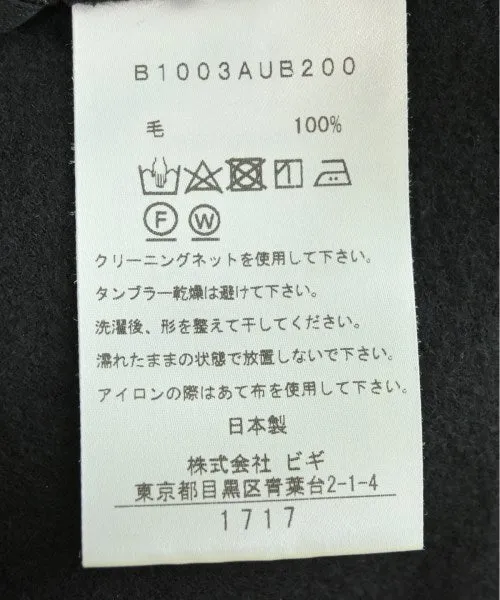 B1003AUB200
毛 100%
F W
クリーニングネットを使用して下さい。
タンブラー乾燥は避けて下さい。
洗濯後、形を整えて干してください。
濡れたままの状態で放置しないで下さい。
アイロンの際はあて布を使用して下さい。
日本製
株式会社 ビギ
東京都目黒区青葉台2-1-4
1717